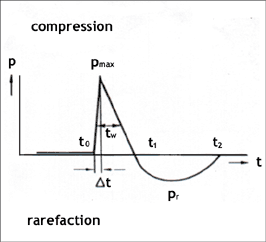 compression
p
pmax
t0
tw
t1
t2
t
Δt
pr
rarefaction